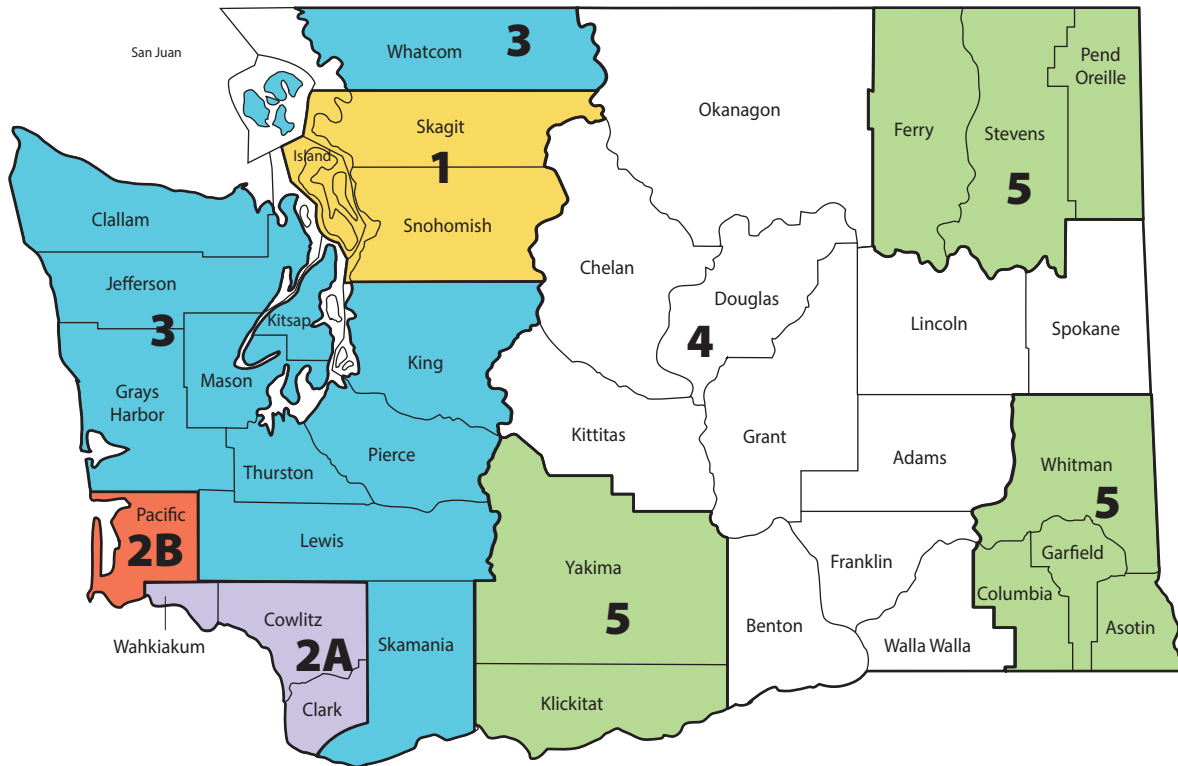 San Juan
Whatcom
3
Pend
Oreille
Okanagon
Skagit
Ferry
Stevens
Island
1
5
Clallam
Snohomish
Chelan
Jefferson
Douglas
Kitsap
3
Lincoln
Spokane
4
King
Mason
Grays
Harbor
Kittitas
Grant
Adams
Pierce
Whitman
Thurston
5
Pacific
2B
Lewis
Garfield
Franklin
Yakima
Columbia
Cowlitz
5
Benton
Asotin
Wahkiakum
2A
Skamania
Walla Walla
Clark
Klickitat